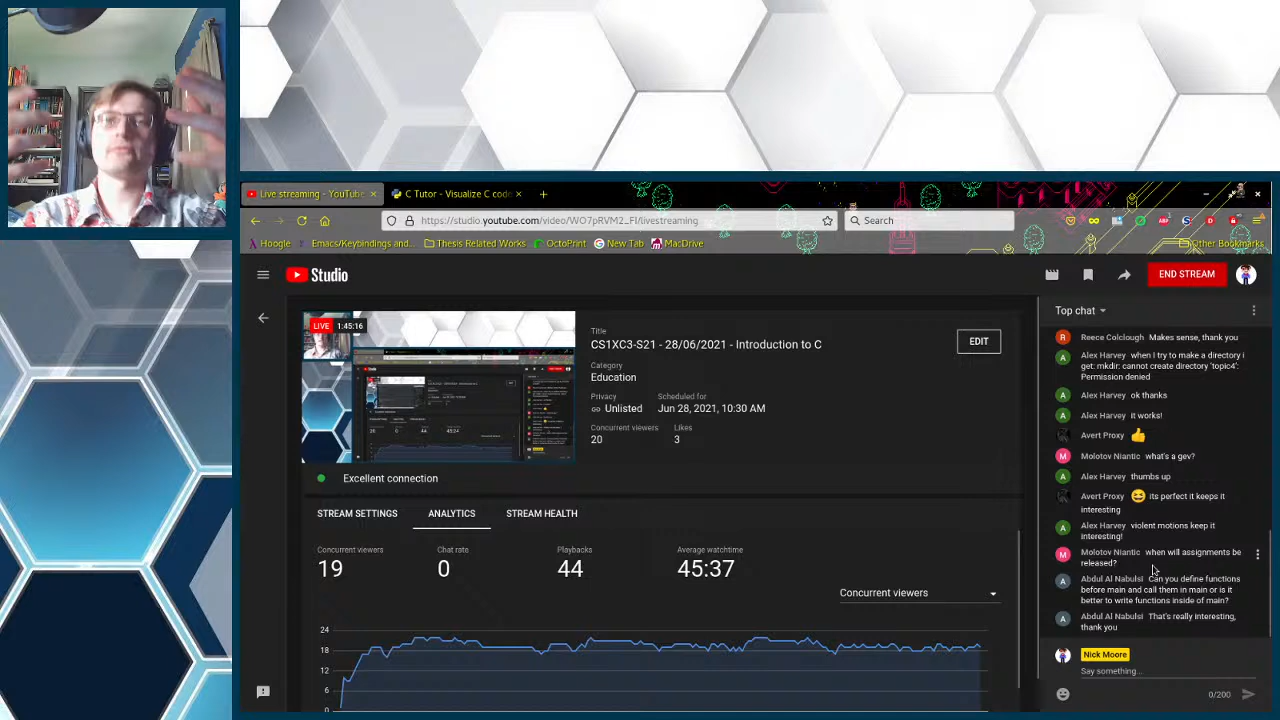 Live streaming - YouTube
C Tutor - Visualize C code
https://studio.youtube.com/video/WO7pRVM2_FI/livestreaming
Search
Hoogle
Emacs/Keybindings and...
Thesis Related Works
OctoPrint
New Tab
MacDrive
Other Bookmarks
Studio
END STREAM
LIVE 1:45:16
Title
CS1XC3-S21 - 28/06/2021 - Introduction to C
EDIT
Category
Education
Privacy
Unlisted
Scheduled for
Jun 28, 2021, 10:30 AM
Concurrent viewers
20
Likes
3
Excellent connection
STREAM SETTINGS
ANALYTICS
STREAM HEALTH
Concurrent viewers
19
Chat rate
0
Playbacks
44
Average watchtime
45:37
Concurrent viewers
24
18
12
6
0
Top chat
R
Reece Colclough Makes sense, thank you
A
Alex Harvey when I try to make a directory i
get: mkdir: cannot create directory 'topic4':
Permission denied
A
Alex Harvey ok thanks
A
Alex Harvey it works!
Avert Proxy 👍
M
Molotov Niantic what's a gev?
A
Alex Harvey thumbs up
Avert Proxy 😆 its perfect it keeps it
interesting
A
Alex Harvey violent motions keep it
interesting!
M
Molotov Niantic when will assignments be
released?
A
Abdul Al Nabulsi Can you define functions
before main and call them in main or is it
better to write functions inside of main?
A
Abdul Al Nabulsi That's really interesting,
thank you
Nick Moore
Say something...
0/200